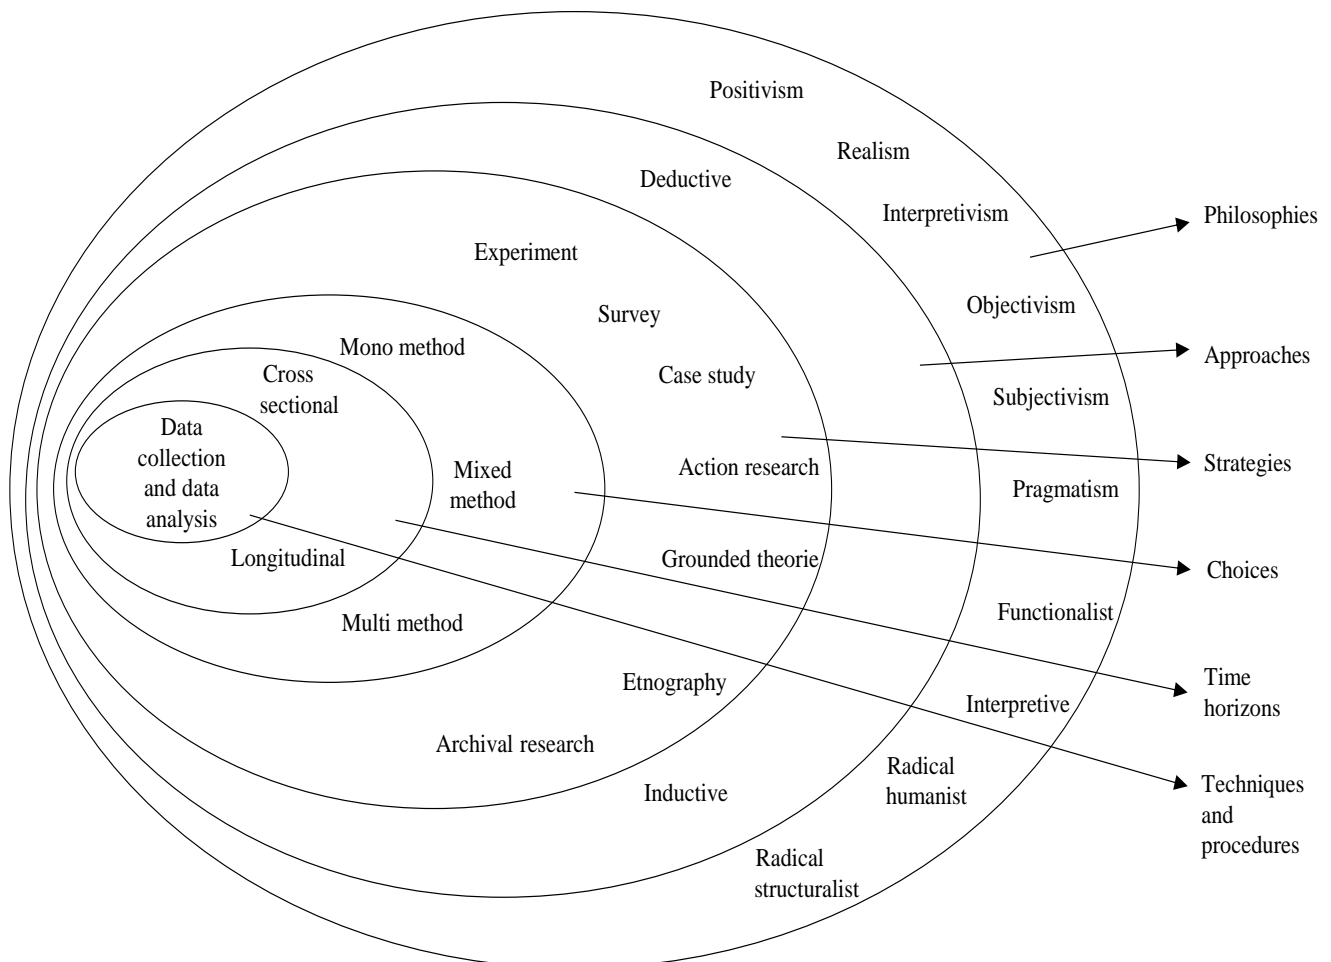 Positivism
Realism
Deductive
Interpretivism
Philosophies
Experiment
Objectivism
Survey
Mono method
Approaches
Cross
sectional
Case study
Subjectivism
Data
collection
and data
analysis
Mixed
method
Action research
Strategies
Pragmatism
Longitudinal
Grounded theorie
Choices
Multi method
Functionalist
Etnography
Interpretive
Time
horizons
Archival research
Inductive
Radical
humanist
Techniques
and
procedures
Radical
structuralist